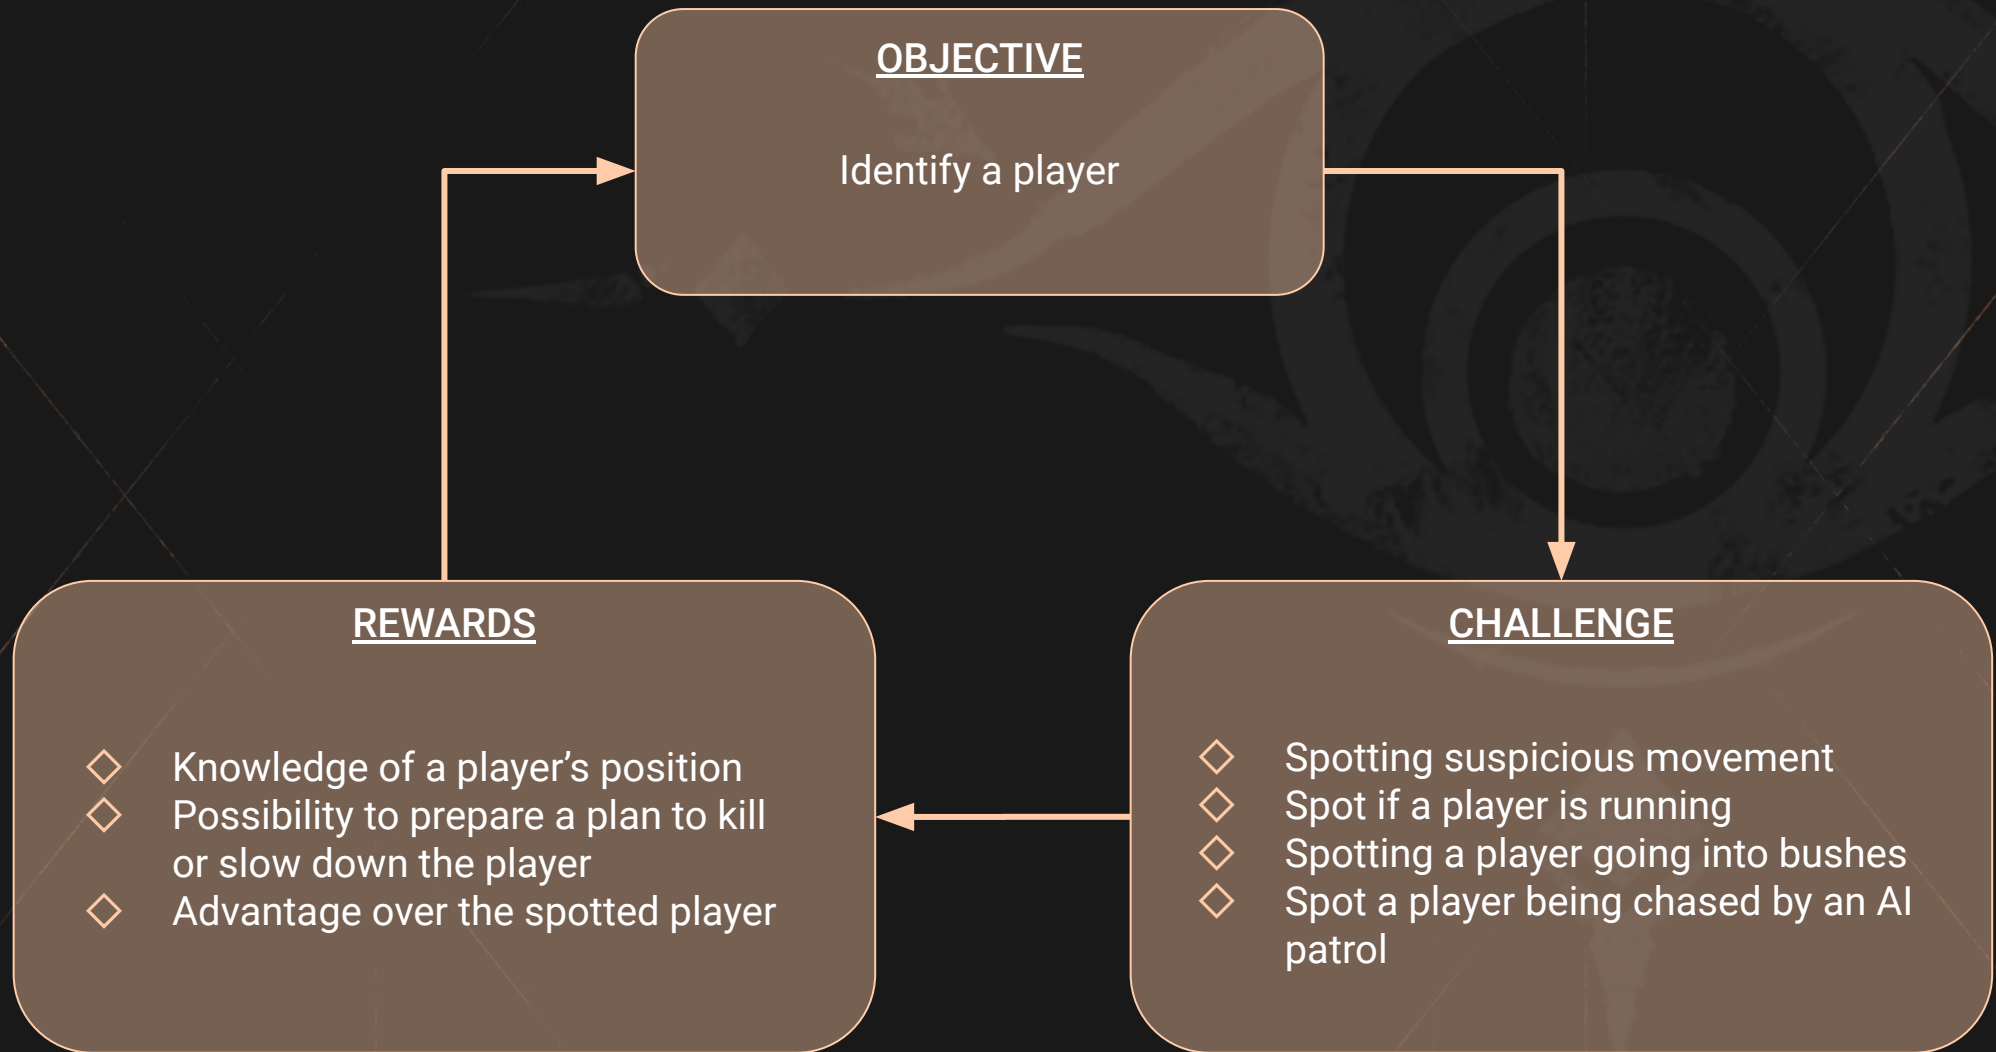 OBJECTIVE
Identify a player
REWARDS
Knowledge of a player’s position
Possibility to prepare a plan to kill
or slow down the player
Advantage over the spotted player
CHALLENGE
Spotting suspicious movement
Spot if a player is running
Spotting a player going into bushes
Spot a player being chased by an AI
patrol